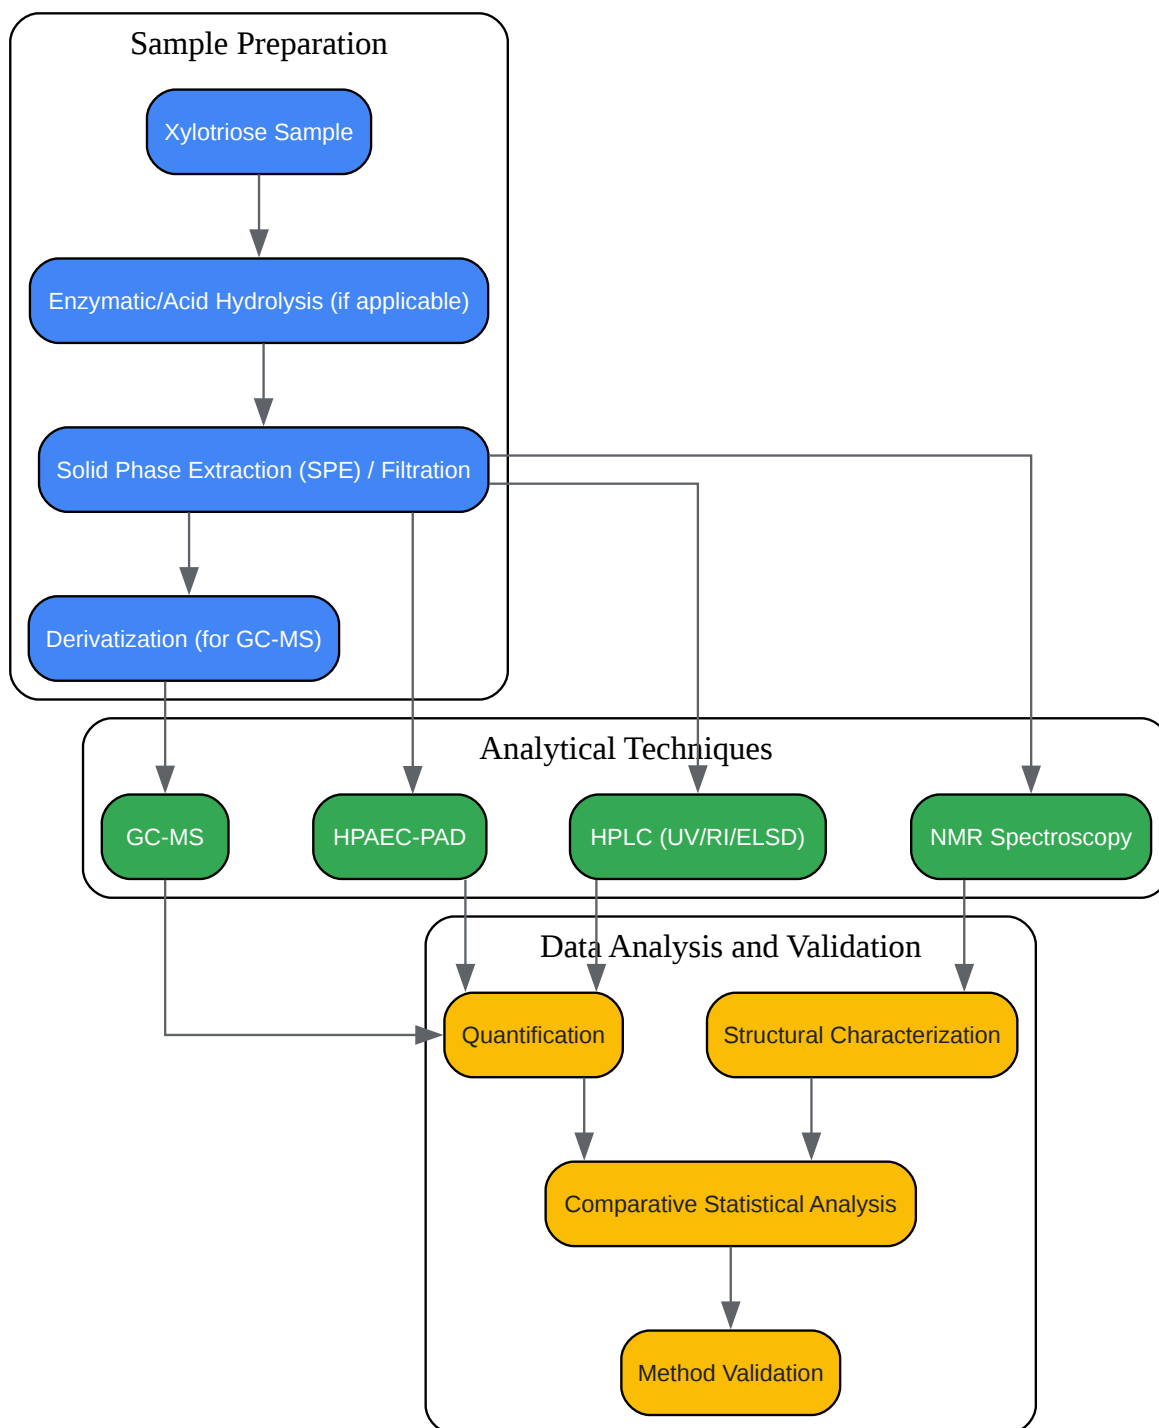 Sample Preparation
Xylotriose Sample
Enzymatic/Acid Hydrolysis (if applicable)
Solid Phase Extraction (SPE) / Filtration
Derivatization (for GC-MS)
Analytical Techniques
GC-MS
HPAEC-PAD
HPLC (UV/RI/ELSD)
NMR Spectroscopy
Data Analysis and Validation
Quantification
Structural Characterization
Comparative Statistical Analysis
Method Validation